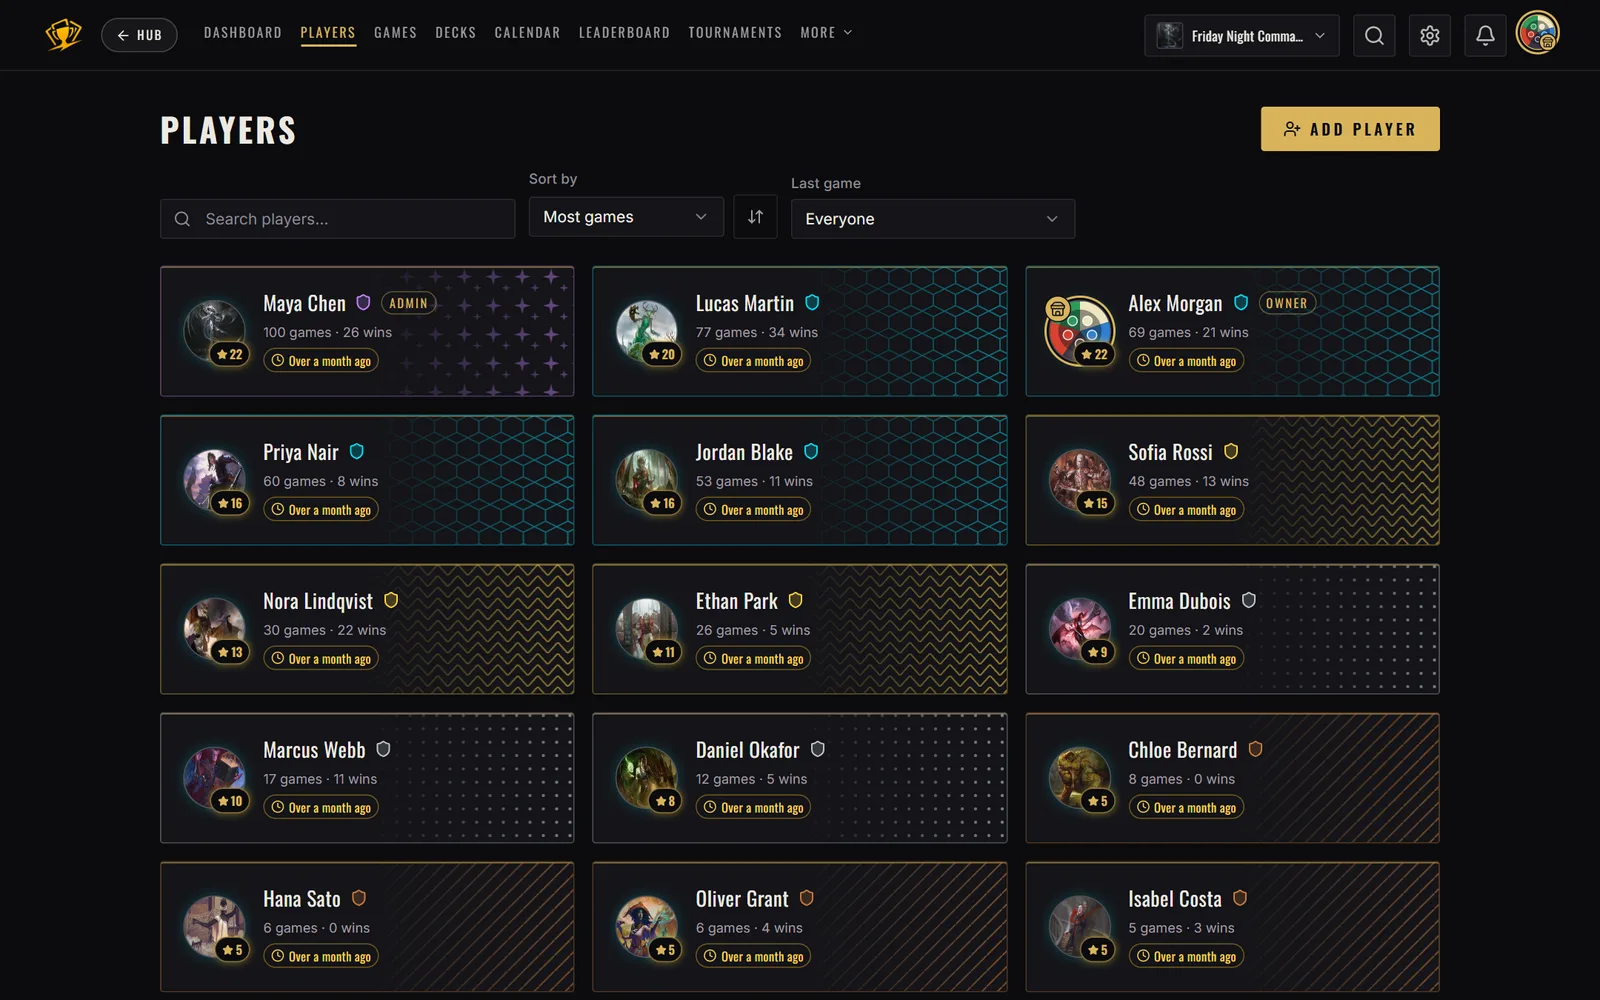 HUB
DASHBOARD
PLAYERS
GAMES
DECKS
CALENDAR
LEADERBOARD
TOURNAMENTS
MORE
Friday Night Comma...
PLAYERS
ADD PLAYER
Sort by
Last game
Search players...
Most games
Everyone
Maya Chen
ADMIN
100 games · 26 wins
22
Over a month ago
Lucas Martin
77 games · 34 wins
20
Over a month ago
Alex Morgan
OWNER
69 games · 21 wins
22
Over a month ago
Priya Nair
60 games · 8 wins
16
Over a month ago
Jordan Blake
53 games · 11 wins
16
Over a month ago
Sofia Rossi
48 games · 13 wins
15
Over a month ago
Nora Lindqvist
30 games · 22 wins
13
Over a month ago
Ethan Park
26 games · 5 wins
11
Over a month ago
Emma Dubois
20 games · 2 wins
9
Over a month ago
Marcus Webb
17 games · 11 wins
10
Over a month ago
Daniel Okafor
12 games · 5 wins
8
Over a month ago
Chloe Bernard
8 games · 0 wins
5
Over a month ago
Hana Sato
6 games · 0 wins
5
Over a month ago
Oliver Grant
6 games · 4 wins
5
Over a month ago
Isabel Costa
5 games · 3 wins
5
Over a month ago